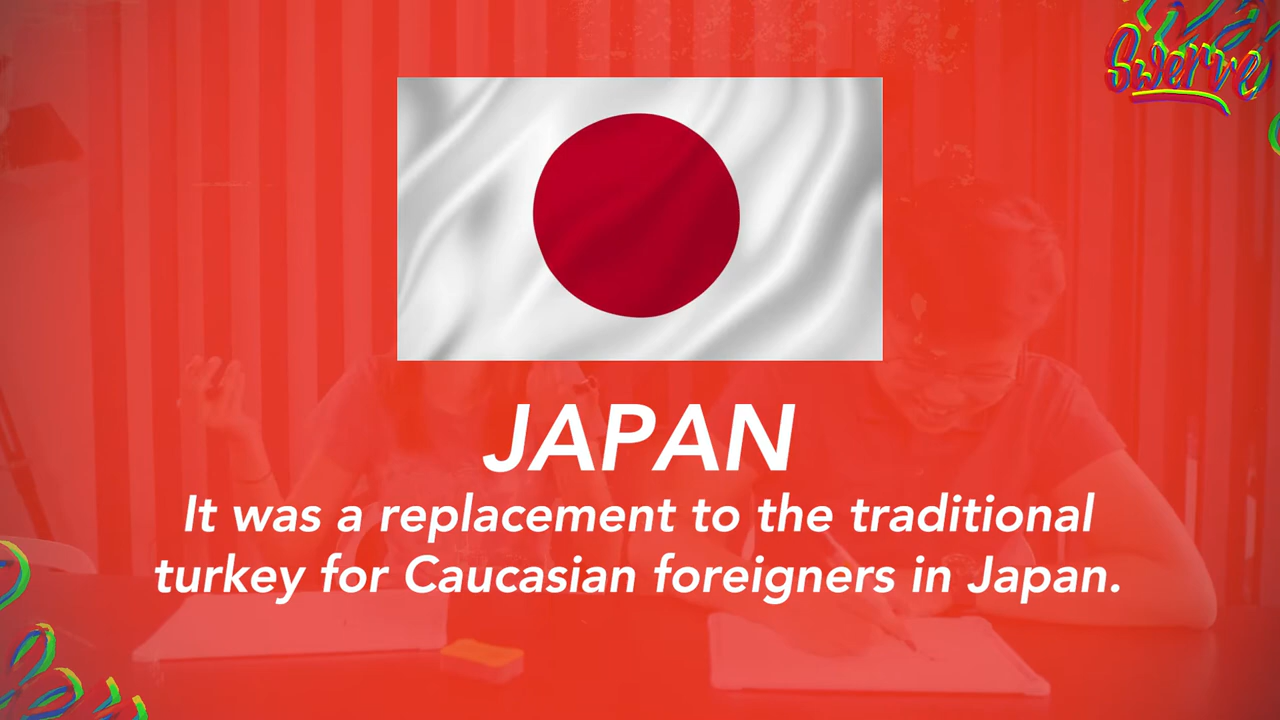 Swerve
JAPAN
It was a replacement to the traditional
turkey for Caucasian foreigners in Japan.